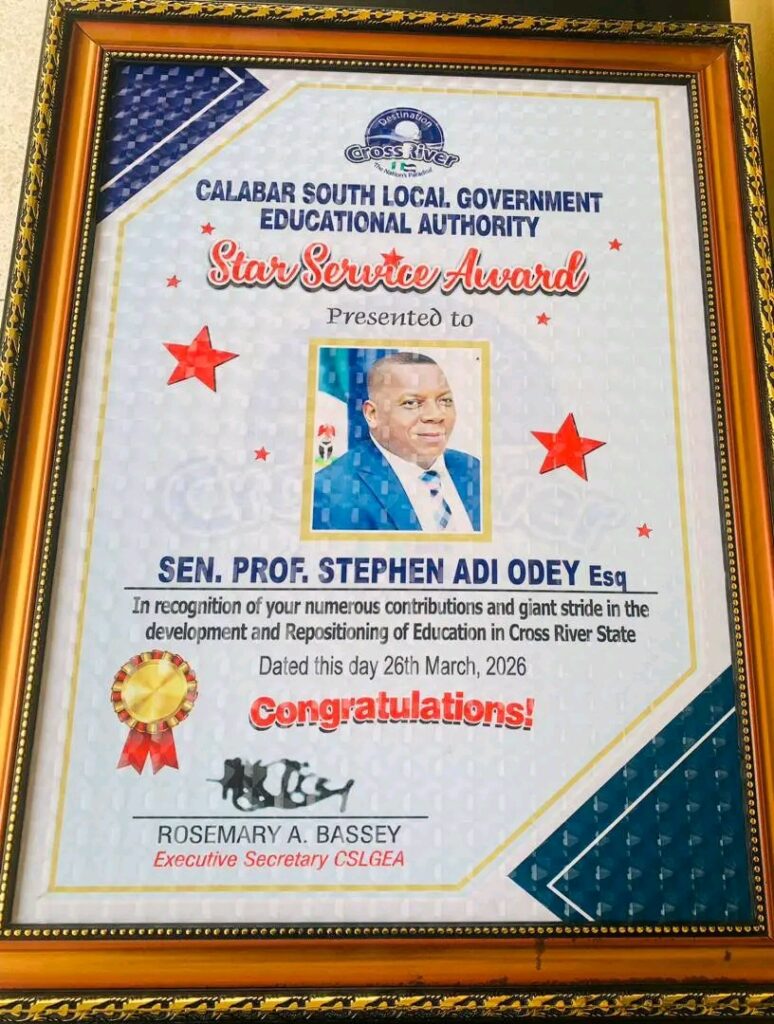 Destination
Cross River
The Nation's Paradise
CALABAR SOUTH LOCAL GOVERNMENT
EDUCATIONAL AUTHORITY
Star Service Award
Presented to
SEN. PROF. STEPHEN ADI ODEY Esq
In recognition of your numerous contributions and giant stride in the
development and Repositioning of Education in Cross River State
Dated this day 26th March, 2026
Congratulations!
ROSEMARY A. BASSEY
Executive Secretary CSLGEA